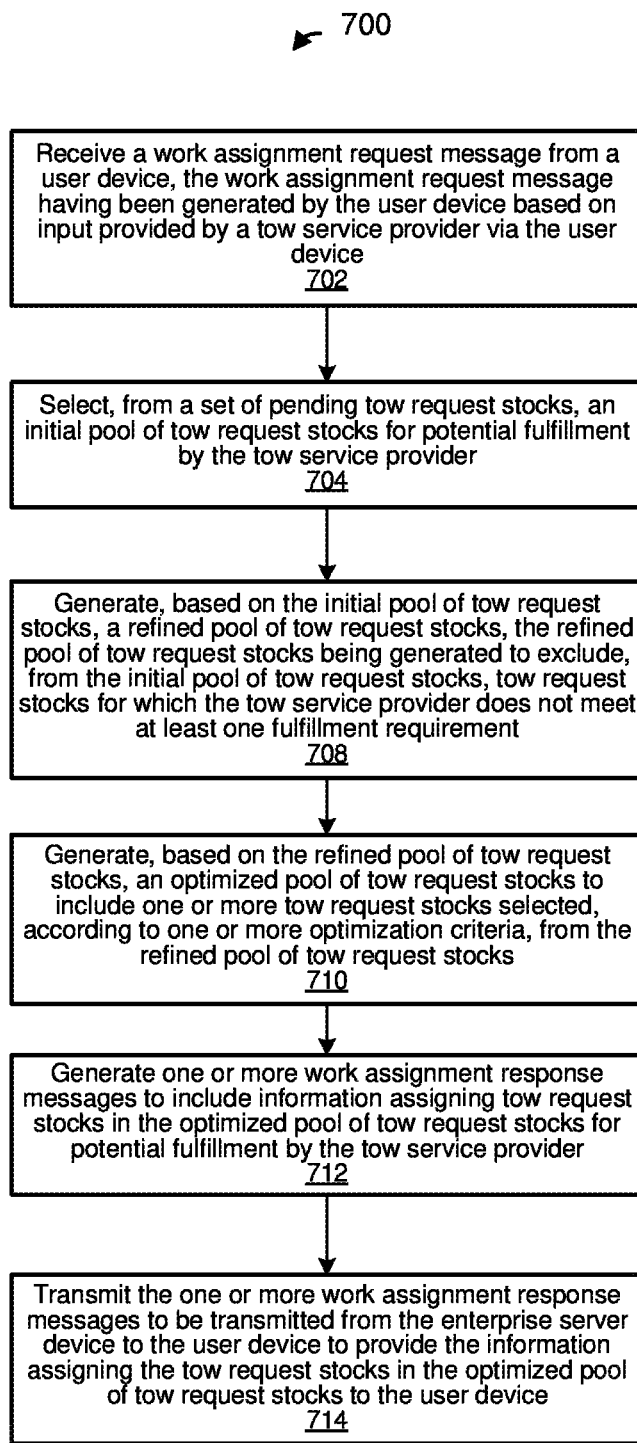 700
Receive a work assignment request message from a
user device, the work assignment request message
having been generated by the user device based on
input provided by a tow service provider via the user
device
702
Select, from a set of pending tow request stocks, an
initial pool of tow request stocks for potential fulfillment
by the tow service provider
704
Generate, based on the initial pool of tow request
stocks, a refined pool of tow request stocks, the refined
pool of tow request stocks being generated to exclude,
from the initial pool of tow request stocks, tow request
stocks for which the tow service provider does not meet
at least one fulfillment requirement
708
Generate, based on the refined pool of tow request
stocks, an optimized pool of tow request stocks to
include one or more tow request stocks selected,
according to one or more optimization criteria, from the
refined pool of tow request stocks
710
Generate one or more work assignment response
messages to include information assigning tow request
stocks in the optimized pool of tow request stocks for
potential fulfillment by the tow service provider
712
Transmit the one or more work assignment response
messages to be transmitted from the enterprise server
device to the user device to provide the information
assigning the tow request stocks in the optimized pool
of tow request stocks to the user device
714